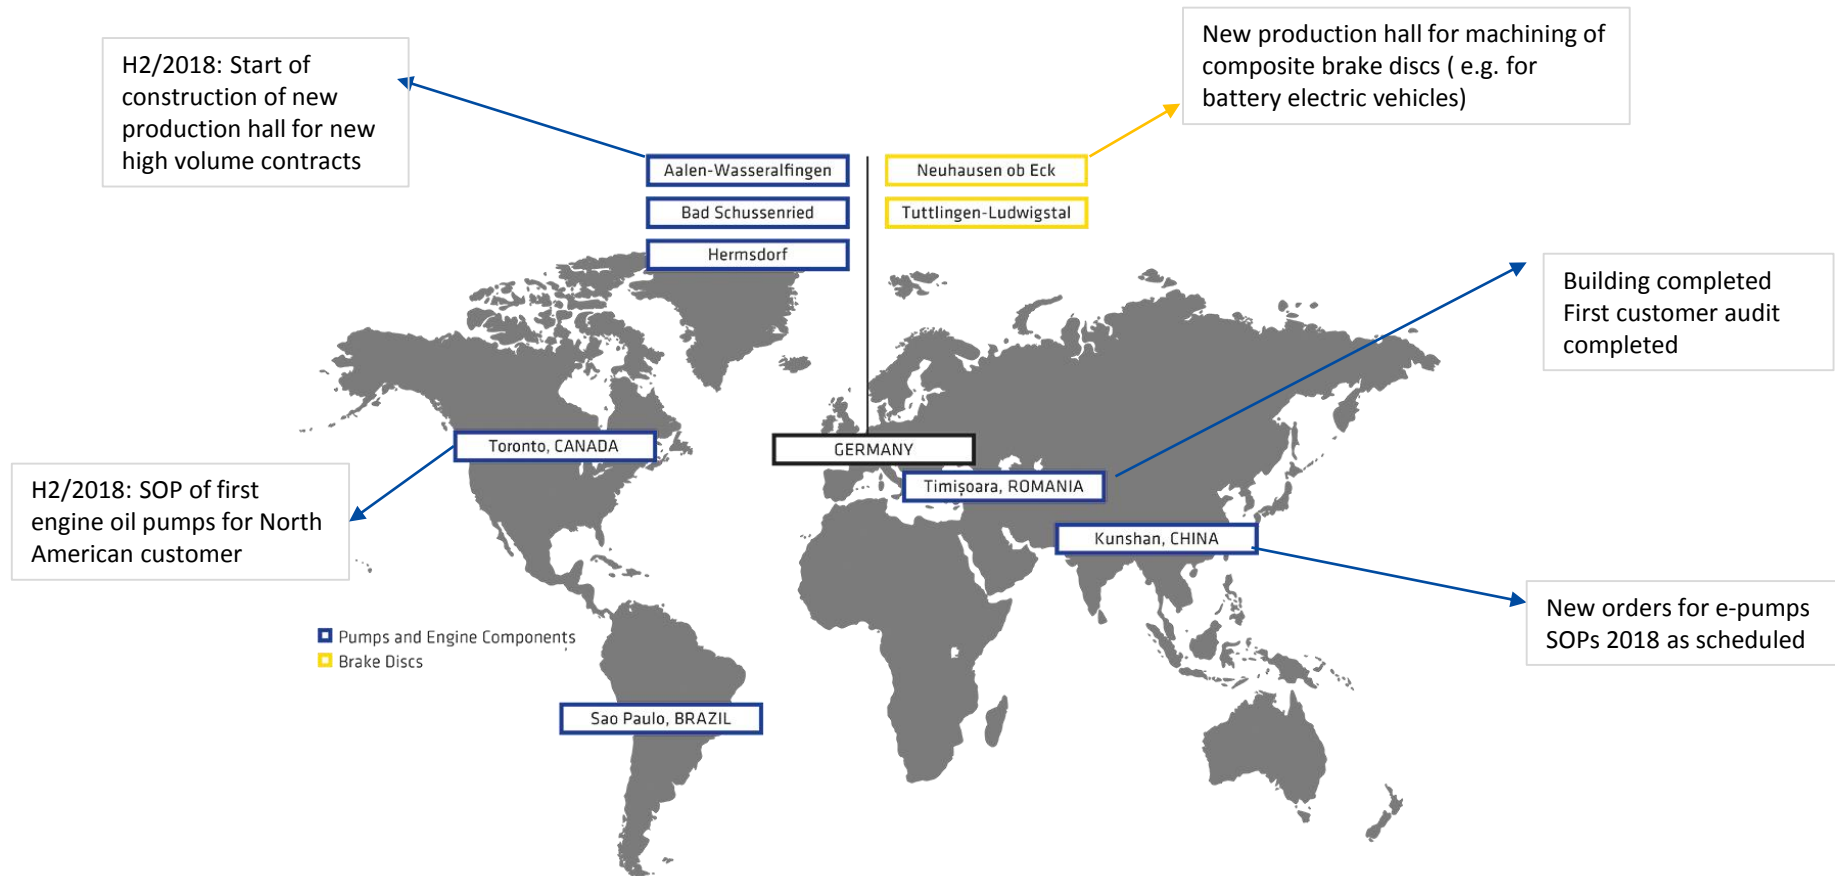 New production hall for machining of
composite brake discs ( e.g. for
battery electric vehicles)
H2/2018: Start of
construction of new
production hall for new
high volume contracts
Aalen-Wasseralfingen
Neuhausen ob Eck
Bad Schussenried
Tuttlingen-Ludwigstal
Hermsdorf
Building completed
First customer audit
completed
Toronto, CANADA
GERMANY
Timișoara, ROMANIA
H2/2018: SOP of first
engine oil pumps for North
American customer
Kunshan, CHINA
New orders for e-pumps
SOPs 2018 as scheduled
Pumps and Engine Components
Brake Discs
Sao Paulo, BRAZIL